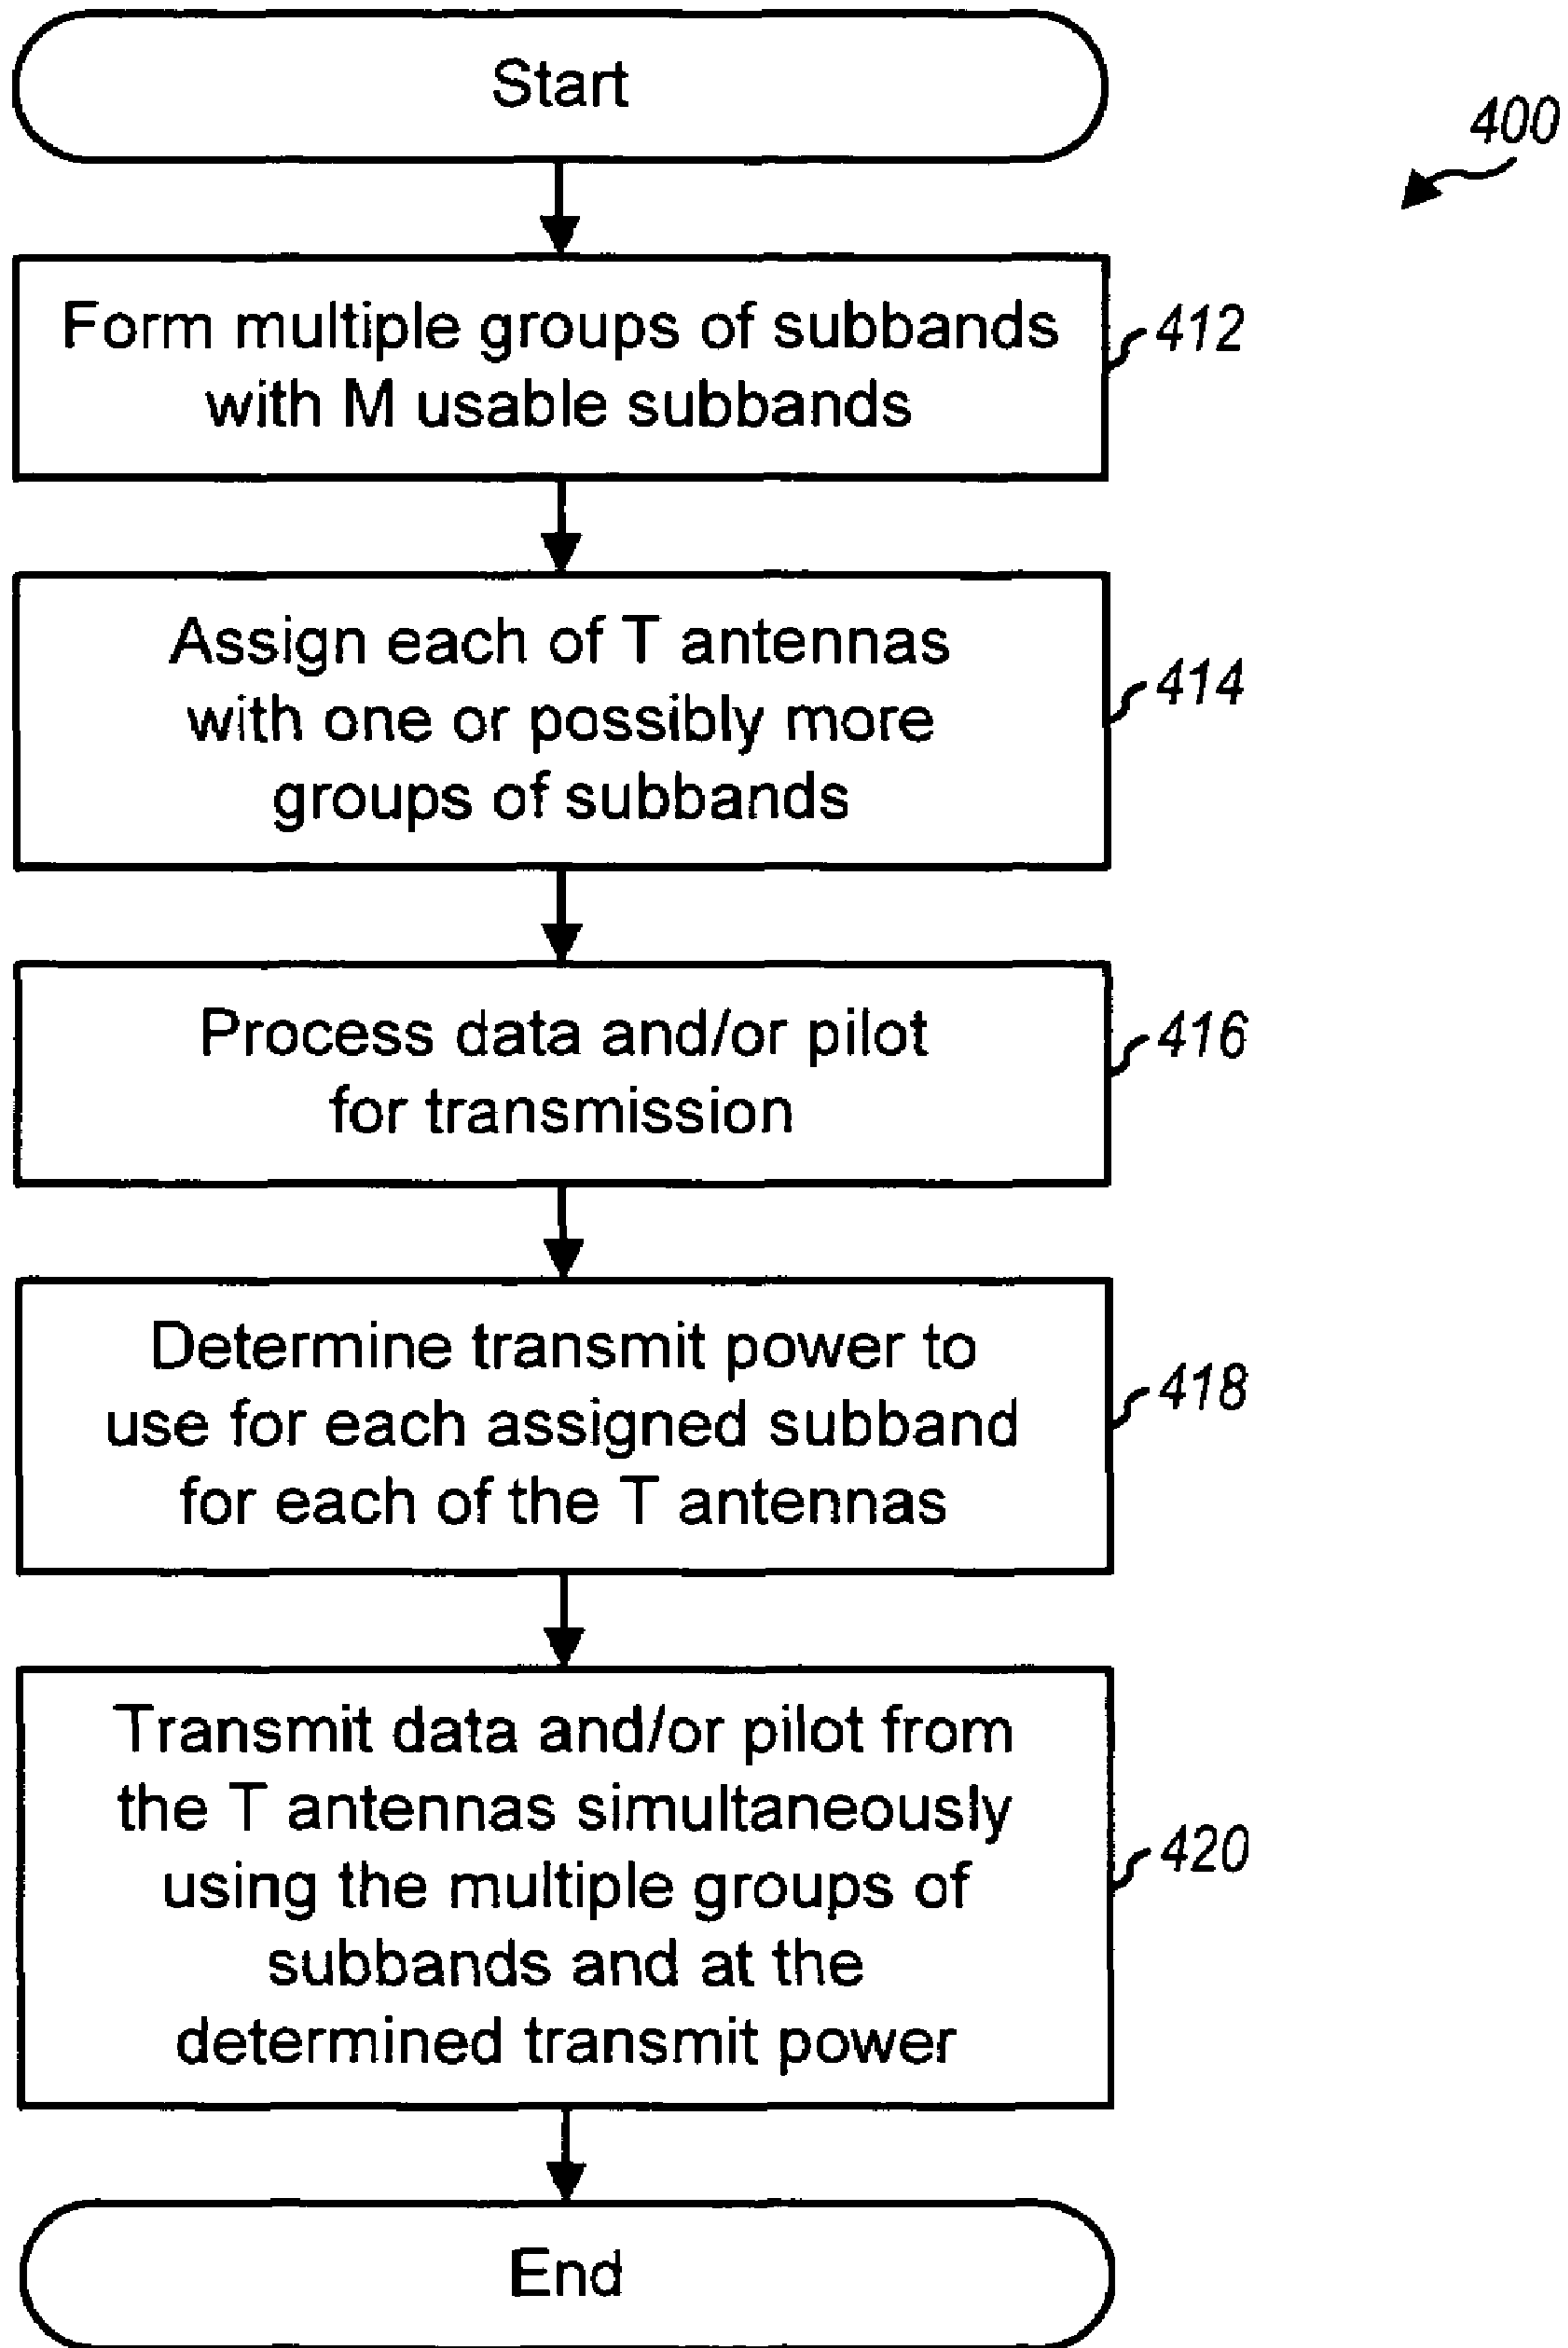 Start
400
Form multiple groups of subbands
with M usable subbands
412
Assign each of T antennas
with one or possibly more
groups of subbands
414
Process data and/or pilot
for transmission
416
Determine transmit power to
use for each assigned subband
for each of the T antennas
418
Transmit data and/or pilot from
the T antennas simultaneously
using the multiple groups of
subbands and at the
determined transmit power
420
End